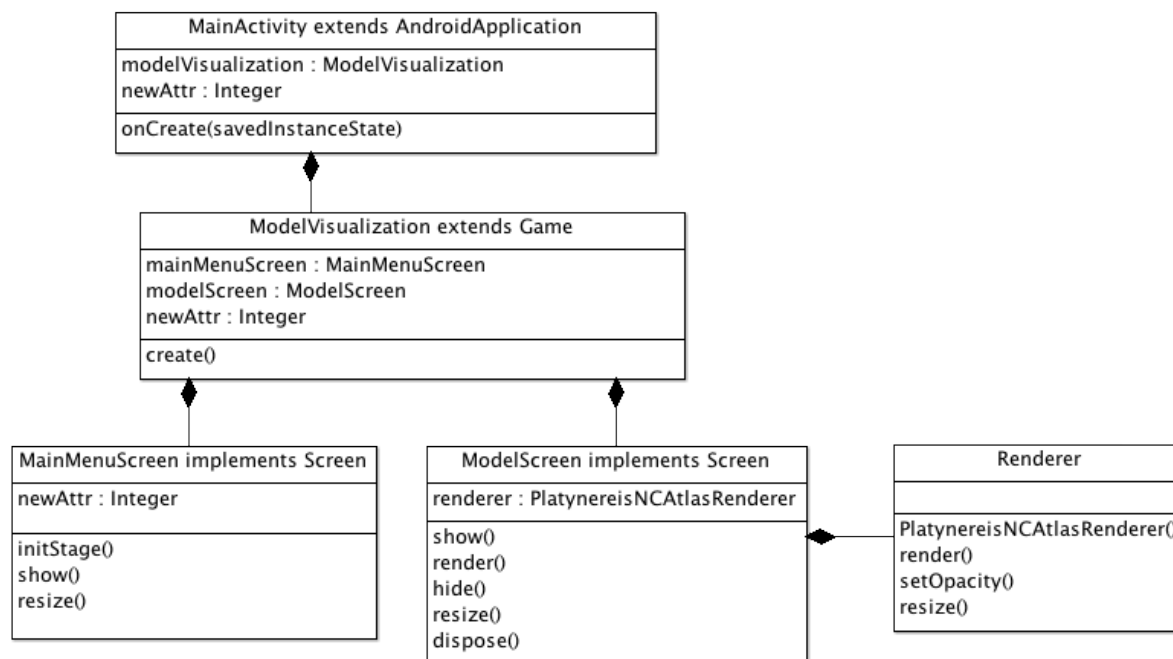 MainActivity extends AndroidApplication
modelVisualization : ModelVisualization
newAttr : Integer
onCreate(savedInstanceState)
ModelVisualization extends Game
mainMenuScreen : MainMenuScreen
modelScreen : ModelScreen
newAttr : Integer
create()
MainMenuScreen implements Screen
newAttr : Integer
initStage()
show()
resize()
ModelScreen implements Screen
renderer : PlatynereisNCAtlasRenderer
show()
render()
hide()
resize()
dispose()
Renderer
PlatynereisNCAtlasRenderer()
render()
setOpacity()
resize()